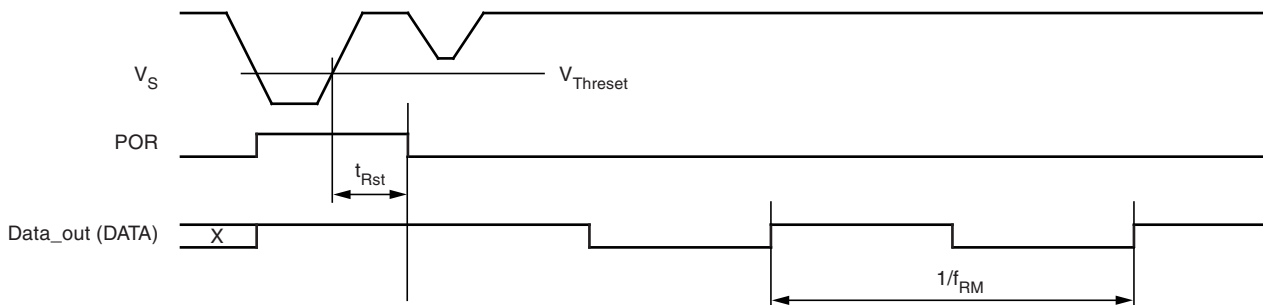 V_S
V_Threset
POR
t_Rst
Data_out (DATA)
X
1/f_RM